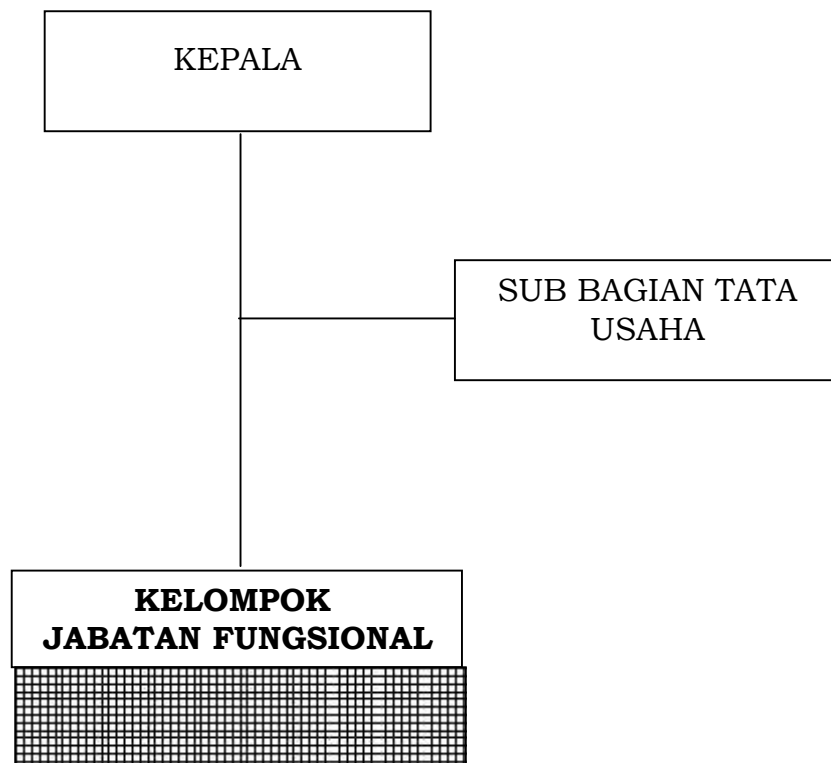 KEPALA
SUB BAGIAN TATA
USAHA
KELOMPOK
JABATAN FUNGSIONAL